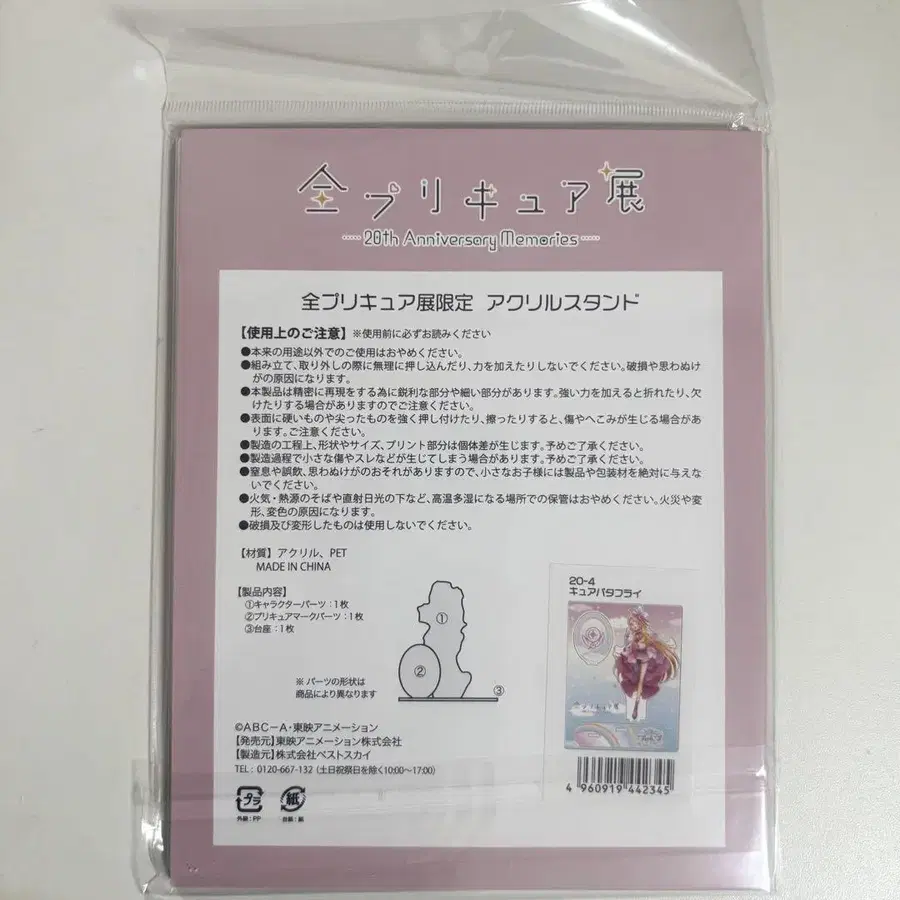 全プリキュア展
20th Anniversary Memories
全プリキュア展限定 アクリルスタンド
【使用上のご注意】 ※使用前に必ずお読みください
●本来の用途以外でのご使用はおやめください。
●組み立て、取り外しの際に無理に押し込んだり、力を加えたりしないでください。破損や思わぬけ
がの原因になります。
●本製品は精密に再現をする為に鋭利な部分や細い部分があります。強い力を加えると折れたり、欠
けたりする場合がありますのでご注意ください。
●表面に硬いものや尖ったものを強く押し付けたり、擦ったりすると、傷やへこみが生じる場合があ
ります。ご注意ください。
●製造の工程上、形状やサイズ、プリント部分は個体差が生じます。予めご了承ください。
●製造過程で小さな傷やスレなどが生じてしまう場合があります。予めご了承ください。
●窒息や誤飲、思わぬけがのおそれがありますので、小さなお子様には製品や包装材を絶対に与えな
いでください。
●火気・熱源のそばや直射日光の下など、高温多湿になる場所での保管はおやめください。火災や変
形、変色の原因になります。
●破損及び変形したものは使用しないでください。
【材質】アクリル、PET
MADE IN CHINA
【製品内容】
①キャラクターパーツ：1枚
②プリキュアマークパーツ：1枚
③台座：1枚
①
②
③
※ パーツの形状は
商品により異なります
20-4
キュアバタフライ
全プリキュア展
4 960919 442345
©ABC-A・東映アニメーション
【発売元】東映アニメーション株式会社
【製造元】株式会社ベストスカイ
TEL：0120-667-132（土日祝祭日を除く10:00～17:00）
プラ
紙
外装：PP
台紙：紙